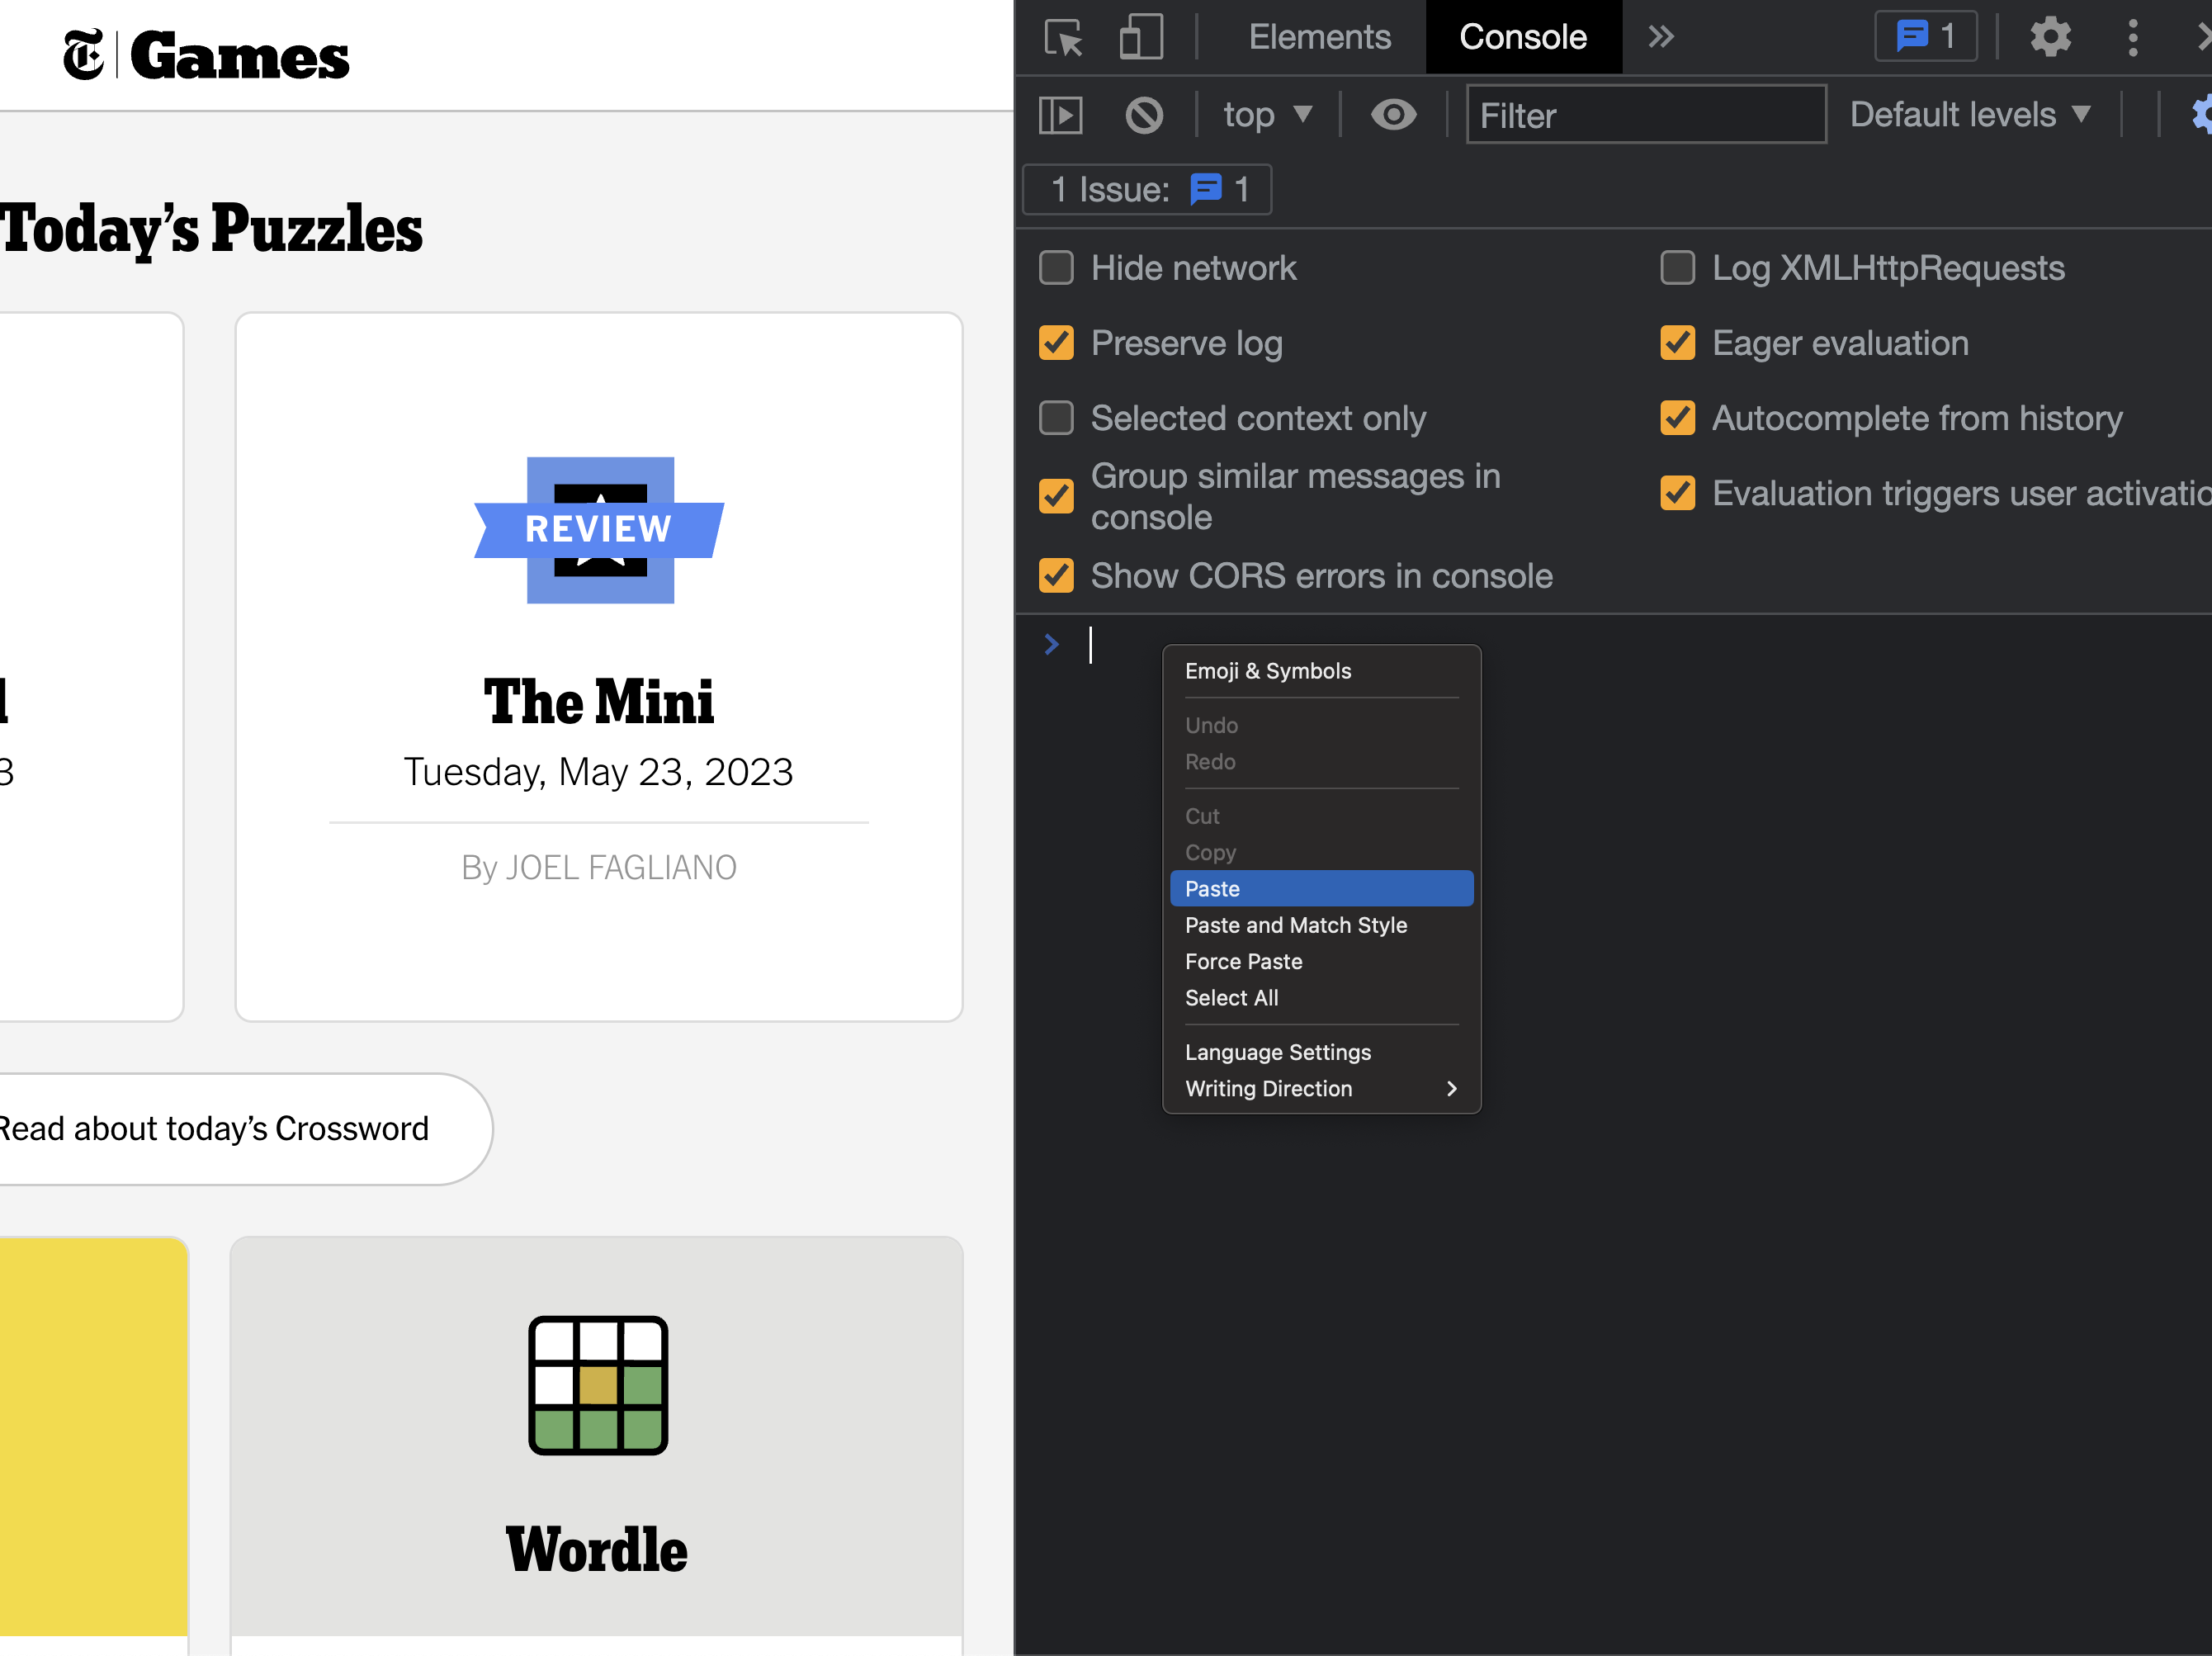 T Games
Today's Puzzles
REVIEW
The Mini
Tuesday, May 23, 2023
3
By JOEL FAGLIANO
Read about today's Crossword
Wordle
Elements
Console
1
top
Filter
Default levels
1 Issue: 1
Hide network
Log XMLHttpRequests
Preserve log
Eager evaluation
Selected context only
Autocomplete from history
Group similar messages in
console
Evaluation triggers user activatio
Show CORS errors in console
Emoji & Symbols
Undo
Redo
Cut
Copy
Paste
Paste and Match Style
Force Paste
Select All
Language Settings
Writing Direction